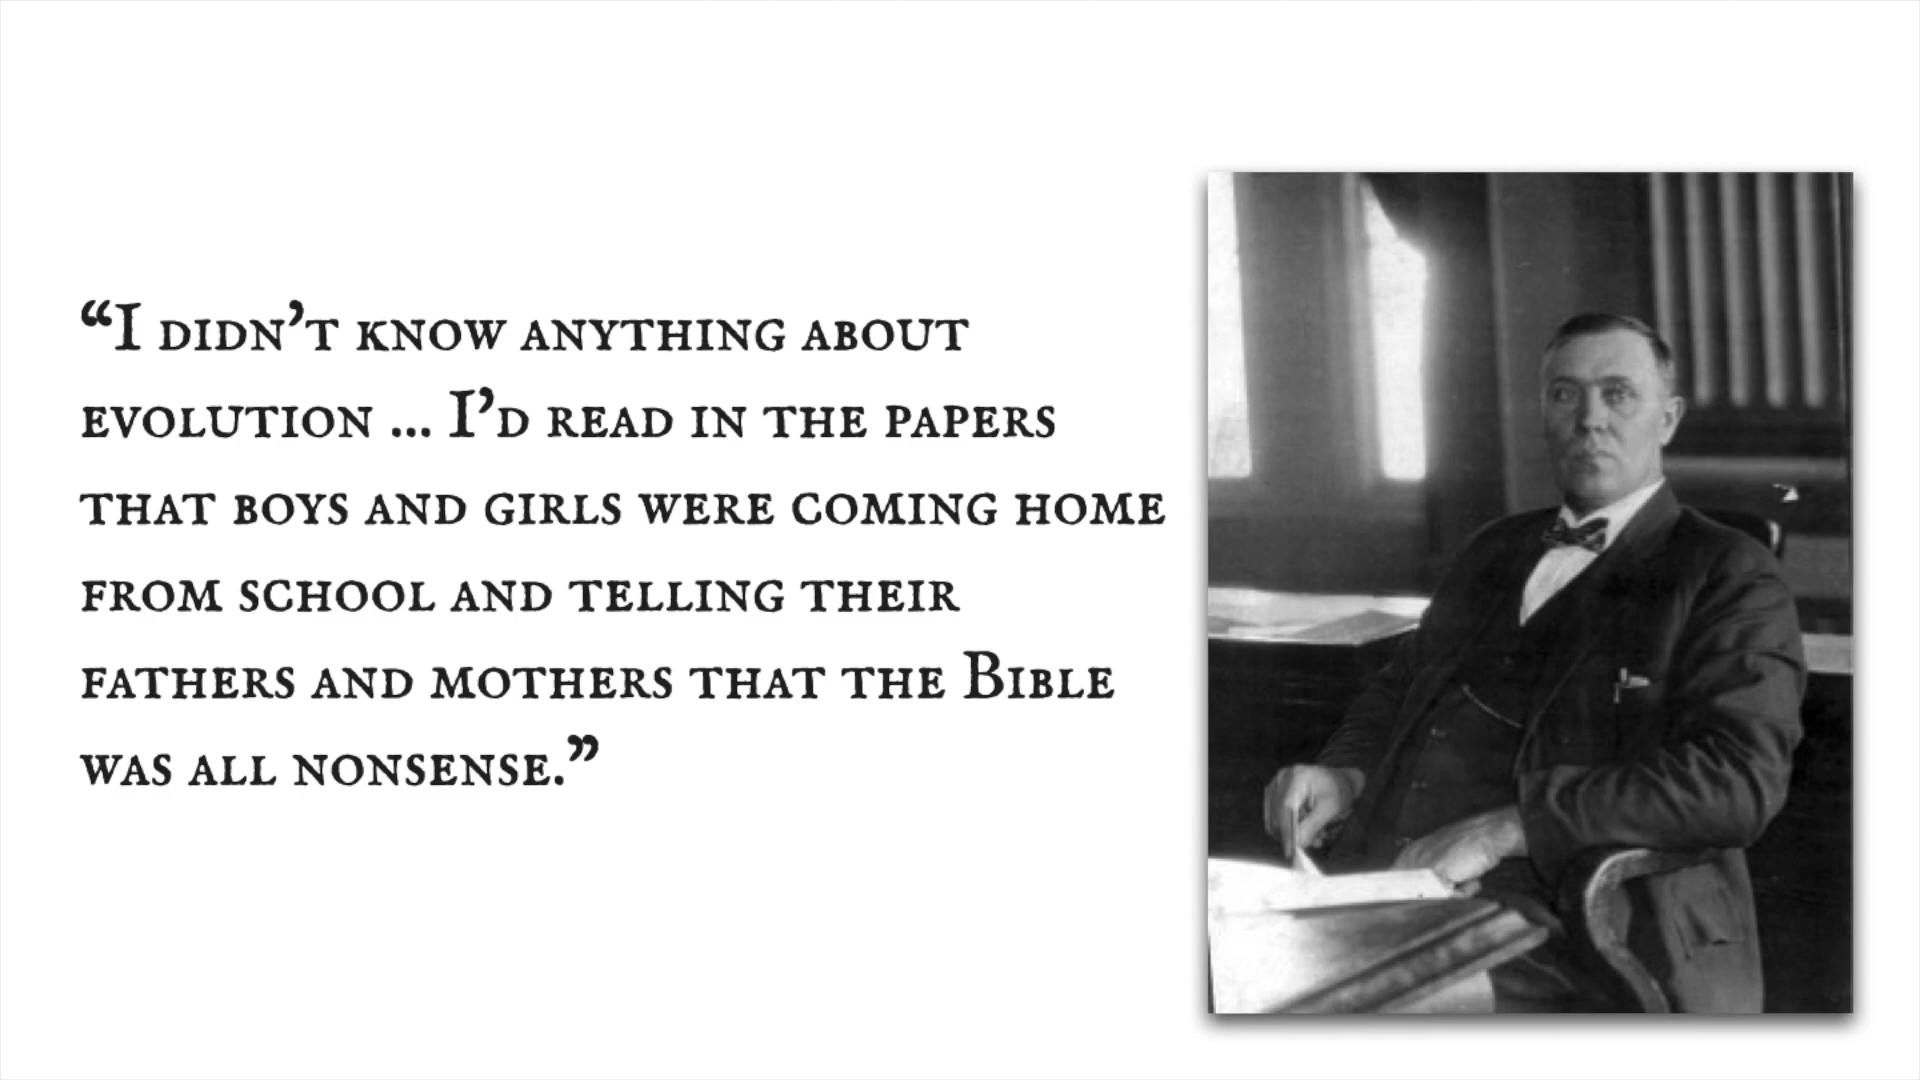 “I didn’t know anything about
evolution ... I’d read in the papers
that boys and girls were coming home
from school and telling their
fathers and mothers that the Bible
was all nonsense.”